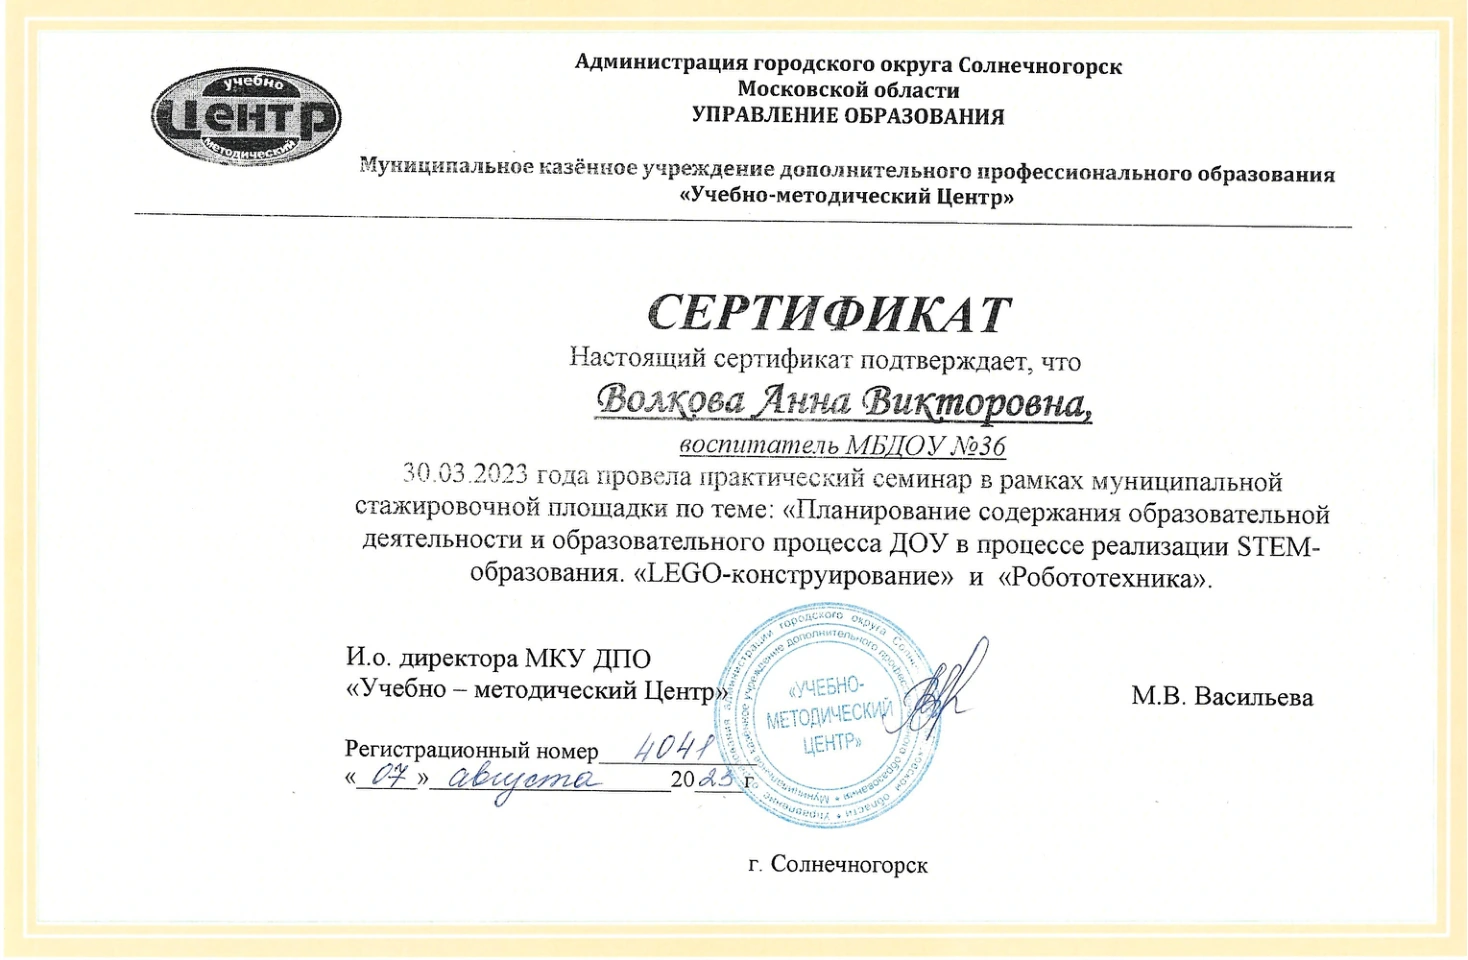 учебно
Центр
методический
Администрация городского округа Солнечногорск
Московской области
УПРАВЛЕНИЕ ОБРАЗОВАНИЯ
Муниципальное казённое учреждение дополнительного профессионального образования
«Учебно-методический Центр»
СЕРТИФИКАТ
Настоящий сертификат подтверждает, что
Волкова Анна Викторовна,
воспитатель МБДОУ №36
30.03.2023 года провела практический семинар в рамках муниципальной
стажировочной площадки по теме: «Планирование содержания образовательной
деятельности и образовательного процесса ДОУ в процессе реализации STEM-
образования. «LEGO-конструирование» и «Робототехника».
И.о. директора МКУ ДПО
«Учебно – методический Центр»
М.В. Васильева
«УЧЕБНО-
МЕТОДИЧЕСКИЙ
ЦЕНТР»
Регистрационный номер 4041
«07» августа 2023 г
г. Солнечногорск